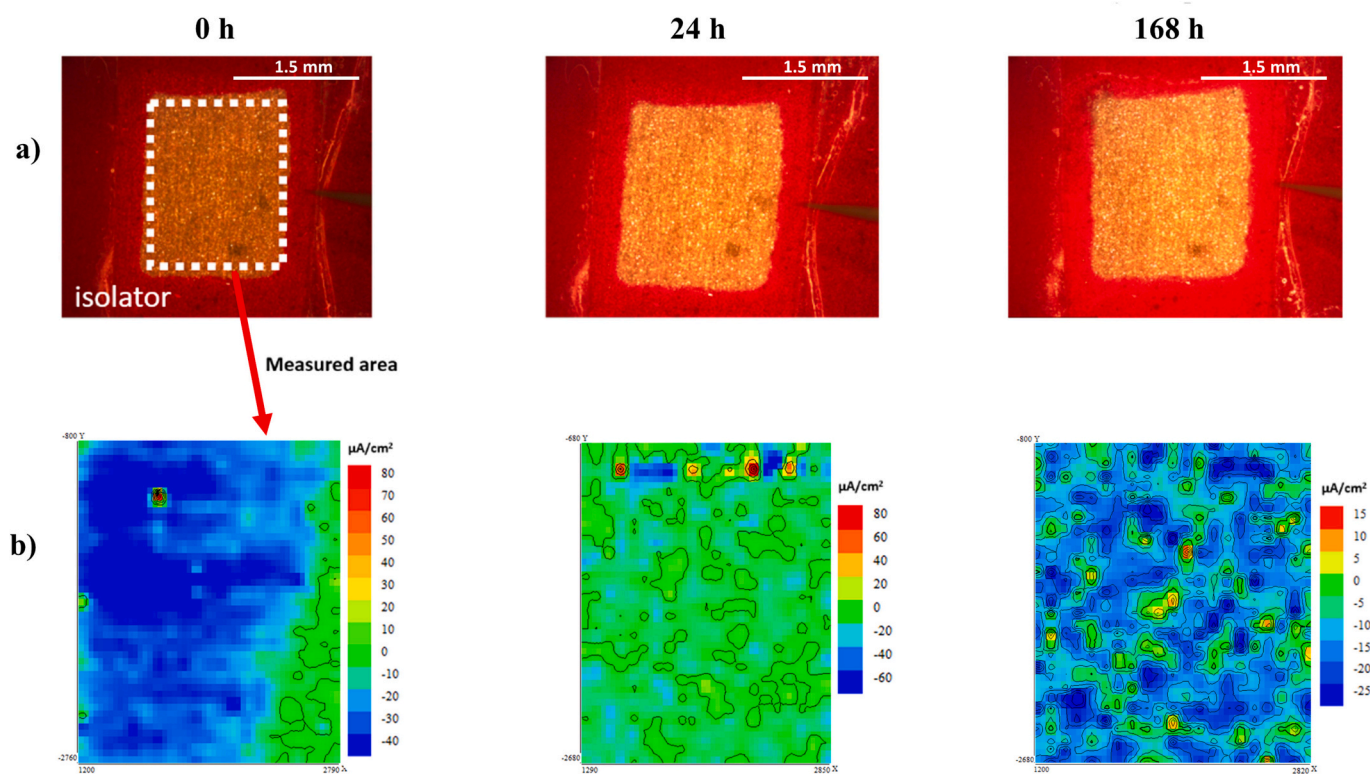 0 h
24 h
168 h
a)
1.5 mm
1.5 mm
1.5 mm
isolator
Measured area
b)
-800 Y
-2760
1200
2790 X
µA/cm²
80
70
60
50
40
30
20
10
0
-10
-20
-30
-40
-680 Y
-2680
1290
2850 X
µA/cm²
80
60
40
20
0
-20
-40
-60
-800 Y
-2680
1200
2820 X
µA/cm²
15
10
5
0
-5
-10
-15
-20
-25